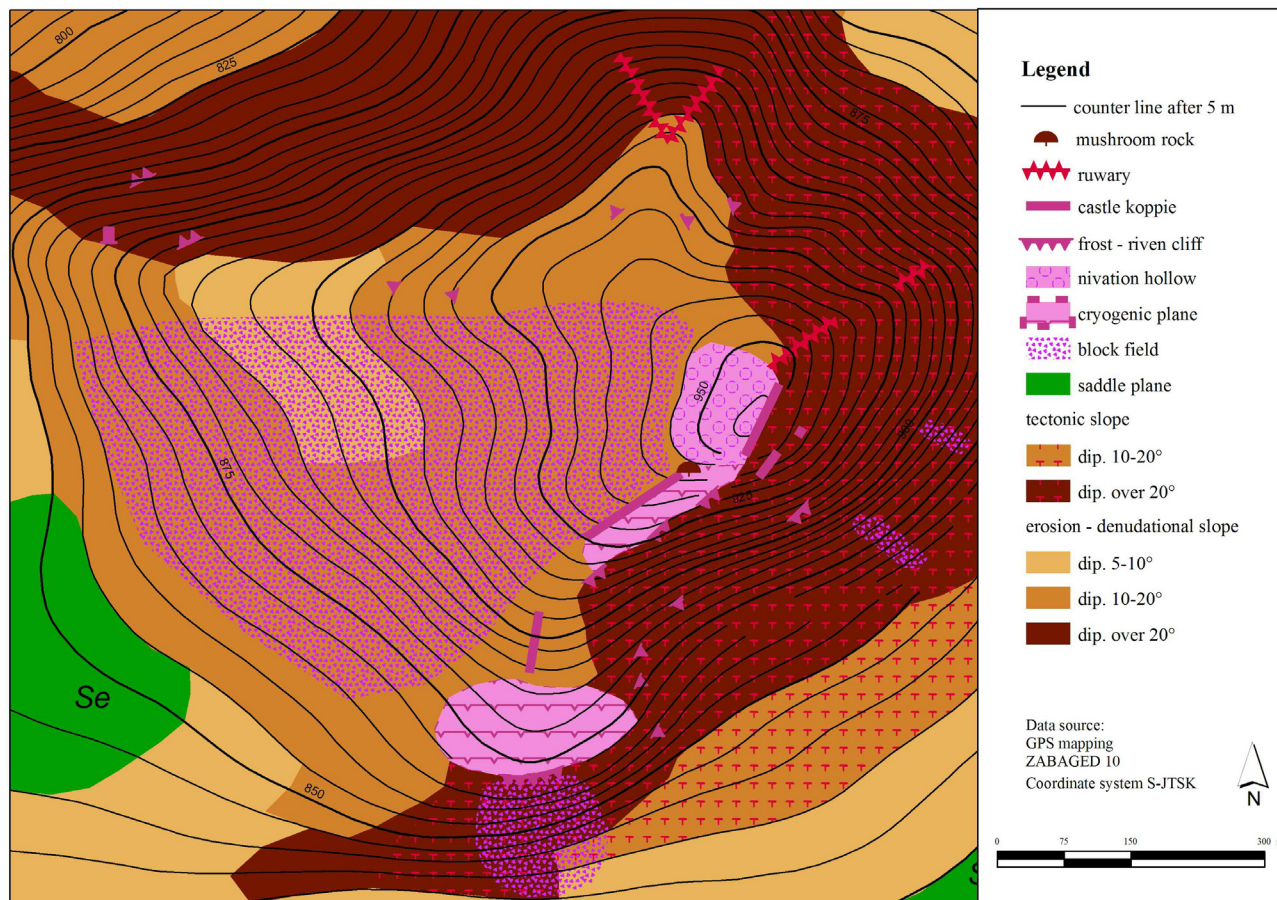 800
825
875
950
825
875
Se
850
S
Legend
counter line after 5 m
mushroom rock
ruwary
castle koppie
frost - riven cliff
nivation hollow
cryogenic plane
block field
saddle plane
tectonic slope
dip. 10-20°
dip. over 20°
erosion - denudational slope
dip. 5-10°
dip. 10-20°
dip. over 20°
Data source:
GPS mapping
ZABAGED 10
Coordinate system S-JTSK
N
0 75 150 300